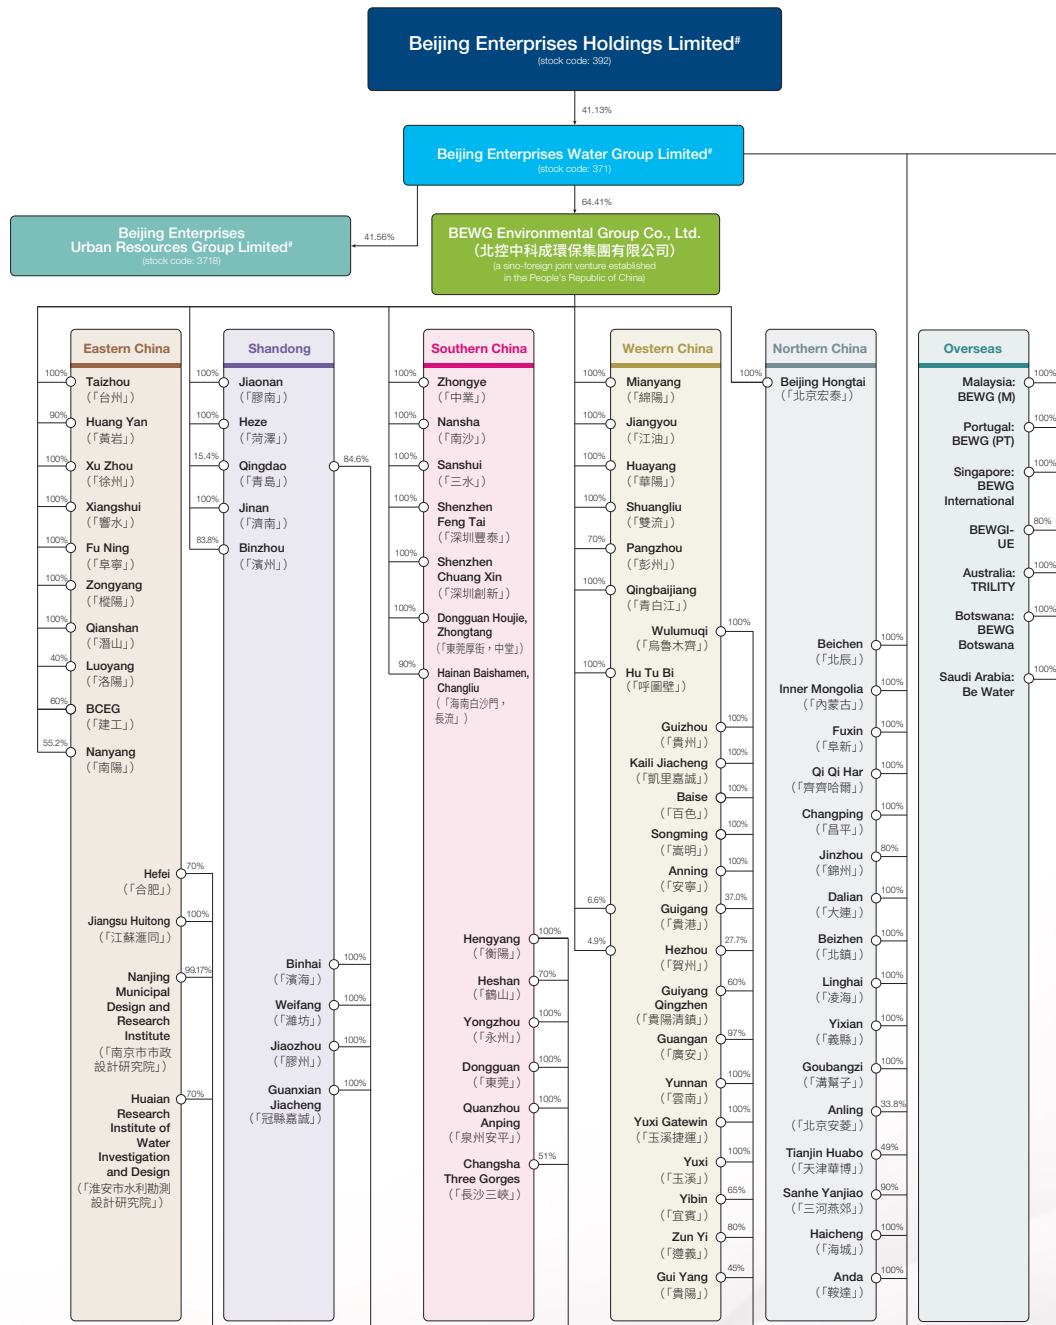 Beijing Enterprises Holdings Limited#
(stock code: 392)
41.13%
Beijing Enterprises Water Group Limited#
(stock code: 371)
64.41%
41.56%
Beijing Enterprises
Urban Resources Group Limited#
(stock code: 3718)
BEWG Environmental Group Co., Ltd.
(北控中科成環保集團有限公司)
(a sino-foreign joint venture established
in the People's Republic of China)
Eastern China
100%
Taizhou
(「台州」)
90%
Huang Yan
(「黃岩」)
100%
Xu Zhou
(「徐州」)
100%
Xiangshui
(「響水」)
100%
Fu Ning
(「阜寧」)
100%
Zongyang
(「樅陽」)
100%
Qianshan
(「潛山」)
40%
Luoyang
(「洛陽」)
60%
BCEG
(「建工」)
55.2%
Nanyang
(「南陽」)
70%
Hefei
(「合肥」)
100%
Jiangsu Huitong
(「江蘇滙同」)
99.17%
Nanjing
Municipal
Design and
Research
Institute
(「南京市市政
設計研究院」)
70%
Huaian
Research
Institute of
Water
Investigation
and Design
(「淮安市水利勘測
設計研究院」)
Shandong
100%
Jiaonan
(「膠南」)
100%
Heze
(「菏澤」)
15.4%
Qingdao
84.6%
(「青島」)
100%
Jinan
(「濟南」)
83.8%
Binzhou
(「濱州」)
100%
Binhai
(「濱海」)
100%
Weifang
(「濰坊」)
100%
Jiaozhou
(「膠州」)
100%
Guanxian
Jiacheng
(「冠縣嘉誠」)
Southern China
100%
Zhongye
(「中業」)
100%
Nansha
(「南沙」)
100%
Sanshui
(「三水」)
100%
Shenzhen
Feng Tai
(「深圳豐泰」)
100%
Shenzhen
Chuang Xin
(「深圳創新」)
100%
Dongguan Houjie,
Zhongtang
(「東莞厚街，中堂」)
90%
Hainan Baishamen,
Changliu
(「海南白沙門，
長流」)
100%
Hengyang
(「衡陽」)
70%
Heshan
(「鶴山」)
100%
Yongzhou
(「永州」)
100%
Dongguan
(「東莞」)
100%
Quanzhou
Anping
(「泉州安平」)
51%
Changsha
Three Gorges
(「長沙三峽」)
Western China
100%
Mianyang
(「綿陽」)
100%
Jiangyou
(「江油」)
100%
Huayang
(「華陽」)
100%
Shuangliu
(「雙流」)
70%
Pangzhou
(「彭州」)
100%
Qingbaijiang
(「青白江」)
100%
Wulumuqi
(「烏魯木齊」)
100%
Hu Tu Bi
(「呼圖壁」)
100%
Guizhou
(「貴州」)
100%
Kaili Jiacheng
(「凱里嘉誠」)
100%
Baise
(「百色」)
100%
Songming
(「嵩明」)
100%
Anning
(「安寧」)
6.6%
37.0%
Guigang
(「貴港」)
4.9%
27.7%
Hezhou
(「賀州」)
60%
Guiyang
Qingzhen
(「貴陽清鎮」)
97%
Guangan
(「廣安」)
100%
Yunnan
(「雲南」)
100%
Yuxi Gatewin
(「玉溪捷運」)
100%
Yuxi
(「玉溪」)
65%
Yibin
(「宜賓」)
80%
Zun Yi
(「遵義」)
45%
Gui Yang
(「貴陽」)
Northern China
100%
Beijing Hongtai
(「北京宏泰」)
100%
Beichen
(「北辰」)
100%
Inner Mongolia
(「內蒙古」)
100%
Fuxin
(「阜新」)
100%
Qi Qi Har
(「齊齊哈爾」)
100%
Changping
(「昌平」)
80%
Jinzhou
(「錦州」)
100%
Dalian
(「大連」)
100%
Beizhen
(「北鎮」)
100%
Linghai
(「凌海」)
100%
Yixian
(「義縣」)
100%
Goubangzi
(「溝幫子」)
33.8%
Anling
(「北京安菱」)
49%
Tianjin Huabo
(「天津華博」)
90%
Sanhe Yanjiao
(「三河燕郊」)
100%
Haicheng
(「海城」)
100%
Anda
(「鞍達」)
Overseas
100%
Malaysia:
BEWG (M)
100%
Portugal:
BEWG (PT)
100%
Singapore:
BEWG
International
80%
BEWGI-
UE
100%
Australia:
TRILITY
100%
Botswana:
BEWG
Botswana
100%
Saudi Arabia:
Be Water